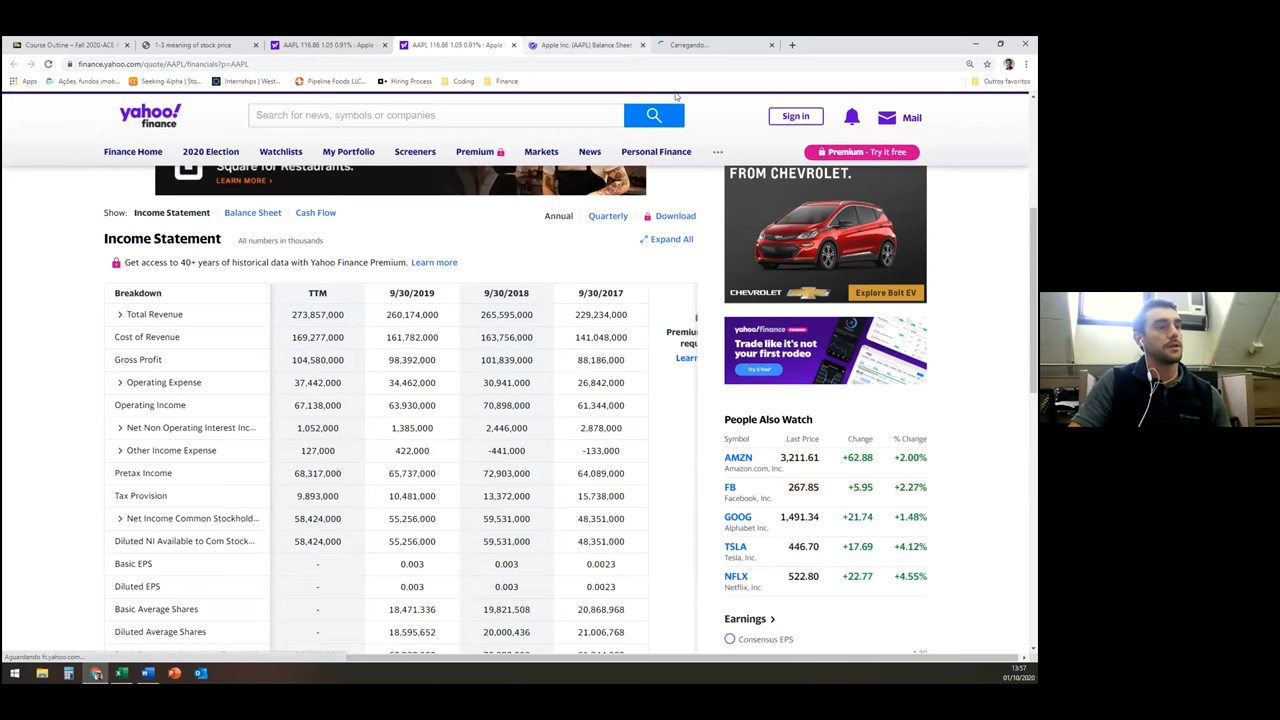 Course Outline – Fall 2020-ACE
1-3 meaning of stock price
AAPL 116.86 1.05 0.91% : Apple
AAPL 116.86 1.05 0.91% : Apple
Apple Inc. (AAPL) Balance Sheet
Carregando...
finance.yahoo.com/quote/AAPL/financials?p=AAPL
Apps
Ações, fundos imob...
Seeking Alpha | Sto...
Internships | West...
Pipeline Foods LLC...
Hiring Process
Coding
Finance
Outros favoritos
yahoo!
finance
Search for news, symbols or companies
Sign in
Mail
Finance Home
2020 Election
Watchlists
My Portfolio
Screeners
Premium
Markets
News
Personal Finance
...
Premium - Try it free
Square for Restaurants.
LEARN MORE >
FROM CHEVROLET.
CHEVROLET
Explore Bolt EV
Show: Income Statement Balance Sheet Cash Flow
Annual Quarterly Download
Income Statement All numbers in thousands
Expand All
Get access to 40+ years of historical data with Yahoo Finance Premium. Learn more
Breakdown TTM 9/30/2019 9/30/2018 9/30/2017
Total Revenue 273,857,000 260,174,000 265,595,000 229,234,000
Cost of Revenue 169,277,000 161,782,000 163,756,000 141,048,000
Gross Profit 104,580,000 98,392,000 101,839,000 88,186,000
Operating Expense 37,442,000 34,462,000 30,941,000 26,842,000
Operating Income 67,138,000 63,930,000 70,898,000 61,344,000
Net Non Operating Interest Inc... 1,052,000 1,385,000 2,446,000 2,878,000
Other Income Expense 127,000 422,000 -441,000 -133,000
Pretax Income 68,317,000 65,737,000 72,903,000 64,089,000
Tax Provision 9,893,000 10,481,000 13,372,000 15,738,000
Net Income Common Stockhold... 58,424,000 55,256,000 59,531,000 48,351,000
Diluted NI Available to Com Stock... 58,424,000 55,256,000 59,531,000 48,351,000
Basic EPS - 0.003 0.003 0.0023
Diluted EPS - 0.003 0.003 0.0023
Basic Average Shares - 18,471,336 19,821,508 20,868,968
Diluted Average Shares - 18,595,652 20,000,436 21,006,768
Premiu
requ
Learn
yahoo!finance PREMIUM
Trade like it's not
your first rodeo
Try it free*
People Also Watch
Symbol Last Price Change % Change
AMZN 3,211.61 +62.88 +2.00%
Amazon.com, Inc.
FB 267.85 +5.95 +2.27%
Facebook, Inc.
GOOG 1,491.34 +21.74 +1.48%
Alphabet Inc.
TSLA 446.70 +17.69 +4.12%
Tesla, Inc.
NFLX 522.80 +22.77 +4.55%
Netflix, Inc.
Earnings >
Consensus EPS
Aguardando fc.yahoo.com...
13:57
01/10/2020